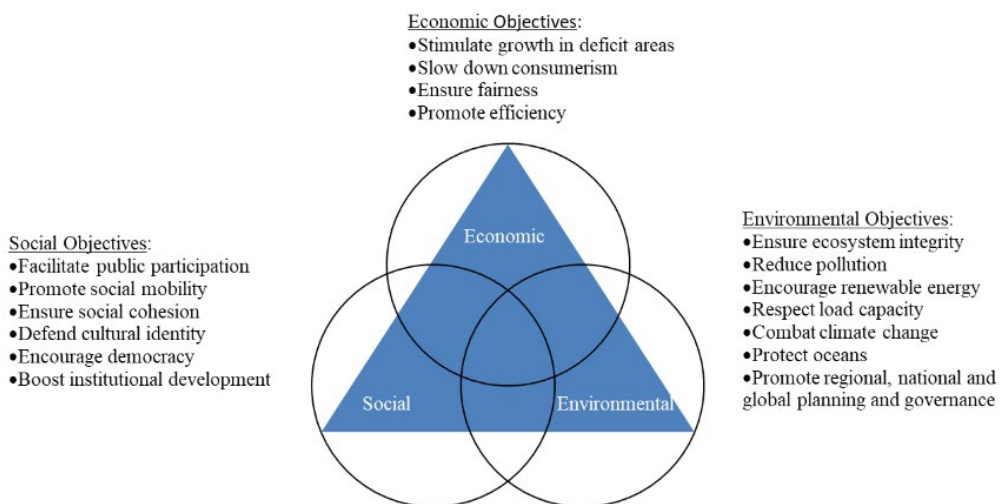 Economic Objectives:
•Stimulate growth in deficit areas
•Slow down consumerism
•Ensure fairness
•Promote efficiency
Economic
Social Objectives:
•Facilitate public participation
•Promote social mobility
•Ensure social cohesion
•Defend cultural identity
•Encourage democracy
•Boost institutional development
Social
Environmental
Environmental Objectives:
•Ensure ecosystem integrity
•Reduce pollution
•Encourage renewable energy
•Respect load capacity
•Combat climate change
•Protect oceans
•Promote regional, national and
global planning and governance